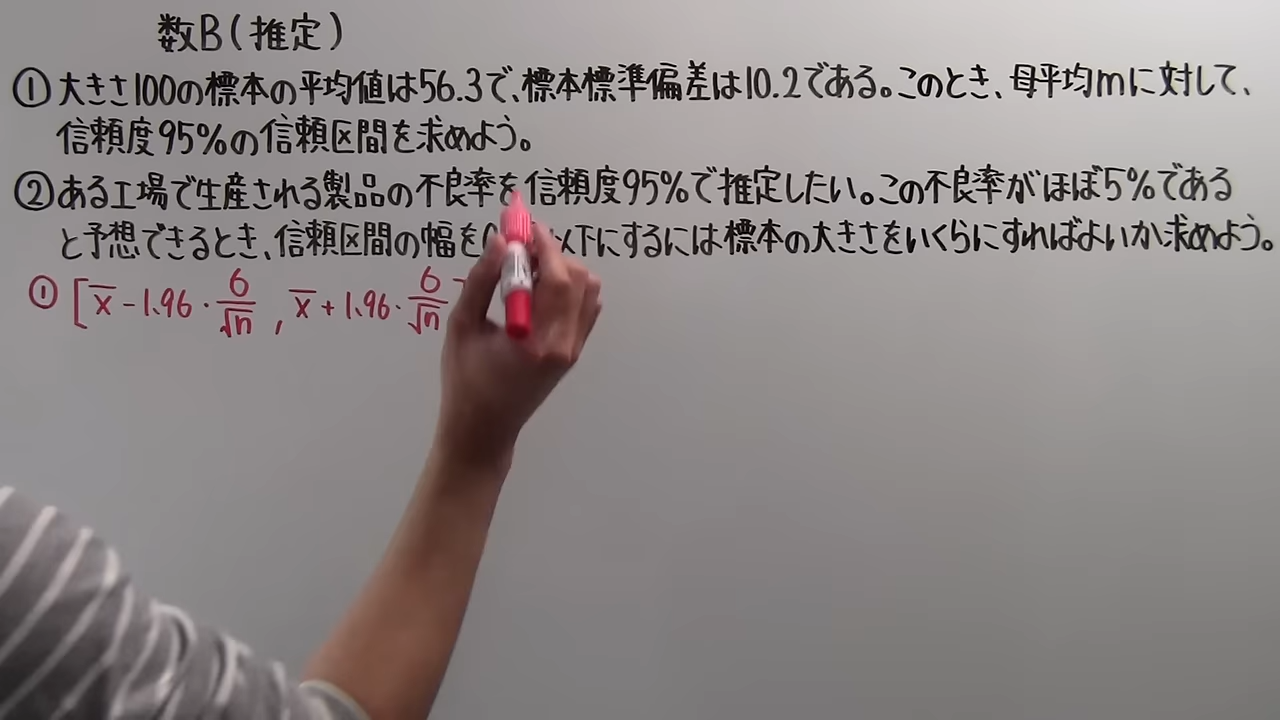 数B(推定)
①大きさ100の標本の平均値は56.3で、標本標準偏差は10.2である。このとき、母平均mに対して、
信頼度95%の信頼区間を求めよう。
②ある工場で生産される製品の不良率を信頼度95%で推定したい。この不良率がほぼ5%である
と予想できるとき、信頼区間の幅を以下にするには標本の大きさをいくらにすればよいか求めよう。
① [x̄-1.96・σ/√n , x̄+1.96・σ/√n